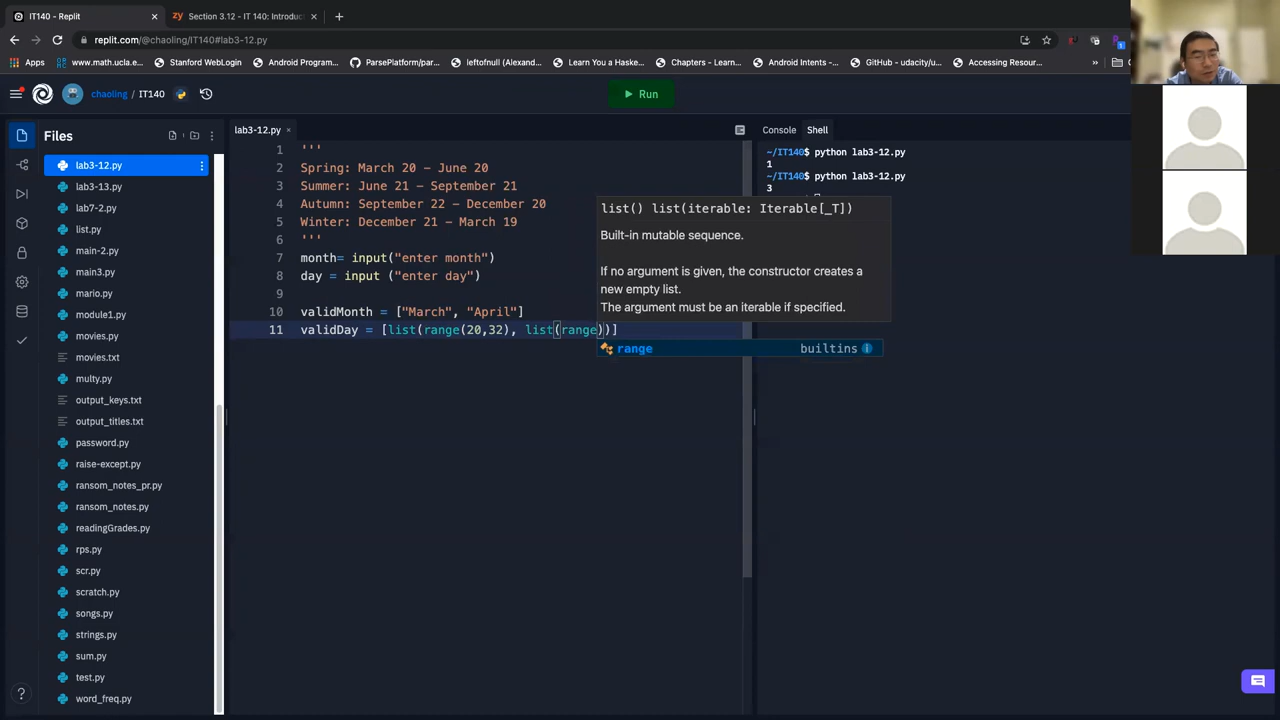 IT140 - Replit
Section 3.12 - IT 140: Introduct
replit.com/@chaoling/IT140#lab3-12.py
Apps
www.math.ucla.e...
Stanford WebLogin
Android Program...
ParsePlatform/par...
leftofnull (Alexand...
Learn You a Haske...
Chapters - Learn...
Android Intents -...
GitHub - udacity/u...
Accessing Resour...
»
chaoling / IT140
Run
Files
lab3-12.py
lab3-13.py
lab7-2.py
list.py
main-2.py
main3.py
mario.py
module1.py
movies.py
movies.txt
multy.py
output_keys.txt
output_titles.txt
password.py
raise-except.py
ransom_notes_pr.py
ransom_notes.py
readingGrades.py
rps.py
scr.py
scratch.py
songs.py
strings.py
sum.py
test.py
word_freq.py
lab3-12.py
1 '''
2 Spring: March 20 - June 20
3 Summer: June 21 - September 21
4 Autumn: September 22 - December 20
5 Winter: December 21 - March 19
6 '''
7 month= input("enter month")
8 day = input ("enter day")
9
10 validMonth = ["March", "April"]
11 validDay = [list(range(20,32), list(range))]
list() list(iterable: Iterable[_T])
Built-in mutable sequence.
If no argument is given, the constructor creates a
new empty list.
The argument must be an iterable if specified.
range builtins
Console Shell
~/IT140$ python lab3-12.py
1
~/IT140$ python lab3-12.py
3